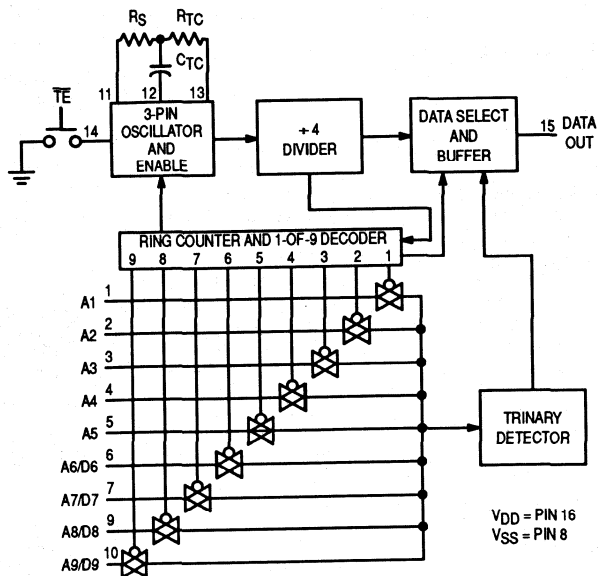 RS RTC
CTC
11 12 13
TE
14
3-PIN
OSCILLATOR
AND
ENABLE
÷ 4
DIVIDER
DATA SELECT
AND
BUFFER
15 DATA
OUT
RING COUNTER AND 1-OF-9 DECODER
9 8 7 6 5 4 3 2 1
A1 1
A2 2
A3 3
A4 4
A5 5
A6/D6 6
A7/D7 7
A8/D8 9
A9/D9 10
TRINARY
DETECTOR
VDD = PIN 16
VSS = PIN 8